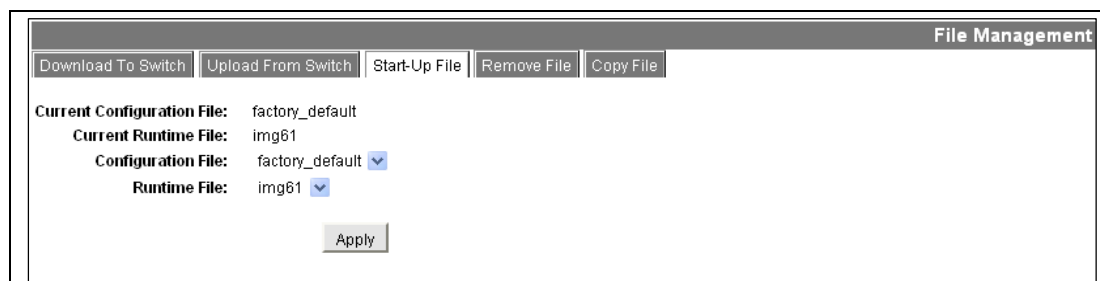 File Management
Download To Switch Upload From Switch Start-Up File Remove File Copy File
Current Configuration File: factory_default
Current Runtime File: img61
Configuration File: factory_default
Runtime File: img61
Apply